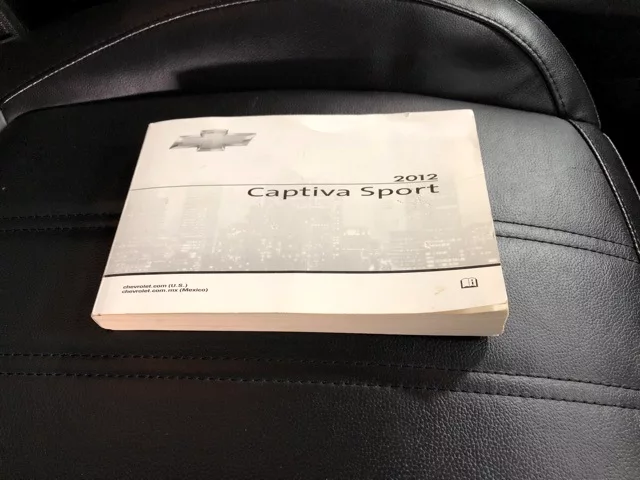 2012
Captiva Sport
chevrolet.com (U.S.)
chevrolet.com.mx (Mexico)